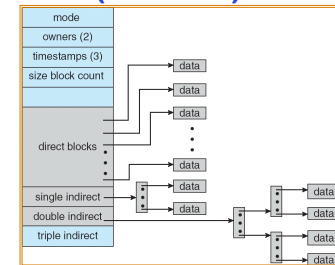 mode
owners (2)
timestamps (3)
size block count
data
data
data
direct blocks
data
data
single indirect
data
data
double indirect
data
triple indirect
data
data